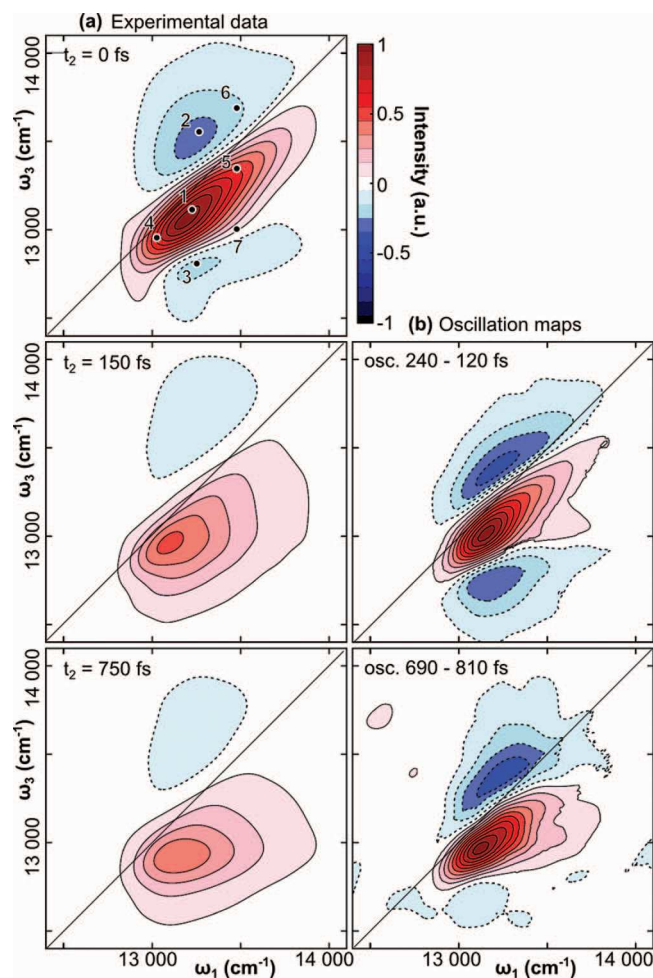 (a) Experimental data
t₂ = 0 fs
14 000
13 000
ω₃ (cm⁻¹)
6
2
5
1
4
7
3
1
0.5
0
-0.5
-1
Intensity (a.u.)
(b) Oscillation maps
t₂ = 150 fs
14 000
13 000
ω₃ (cm⁻¹)
osc. 240 - 120 fs
t₂ = 750 fs
14 000
13 000
ω₃ (cm⁻¹)
osc. 690 - 810 fs
13 000
14 000
ω₁ (cm⁻¹)
13 000
14 000
ω₁ (cm⁻¹)